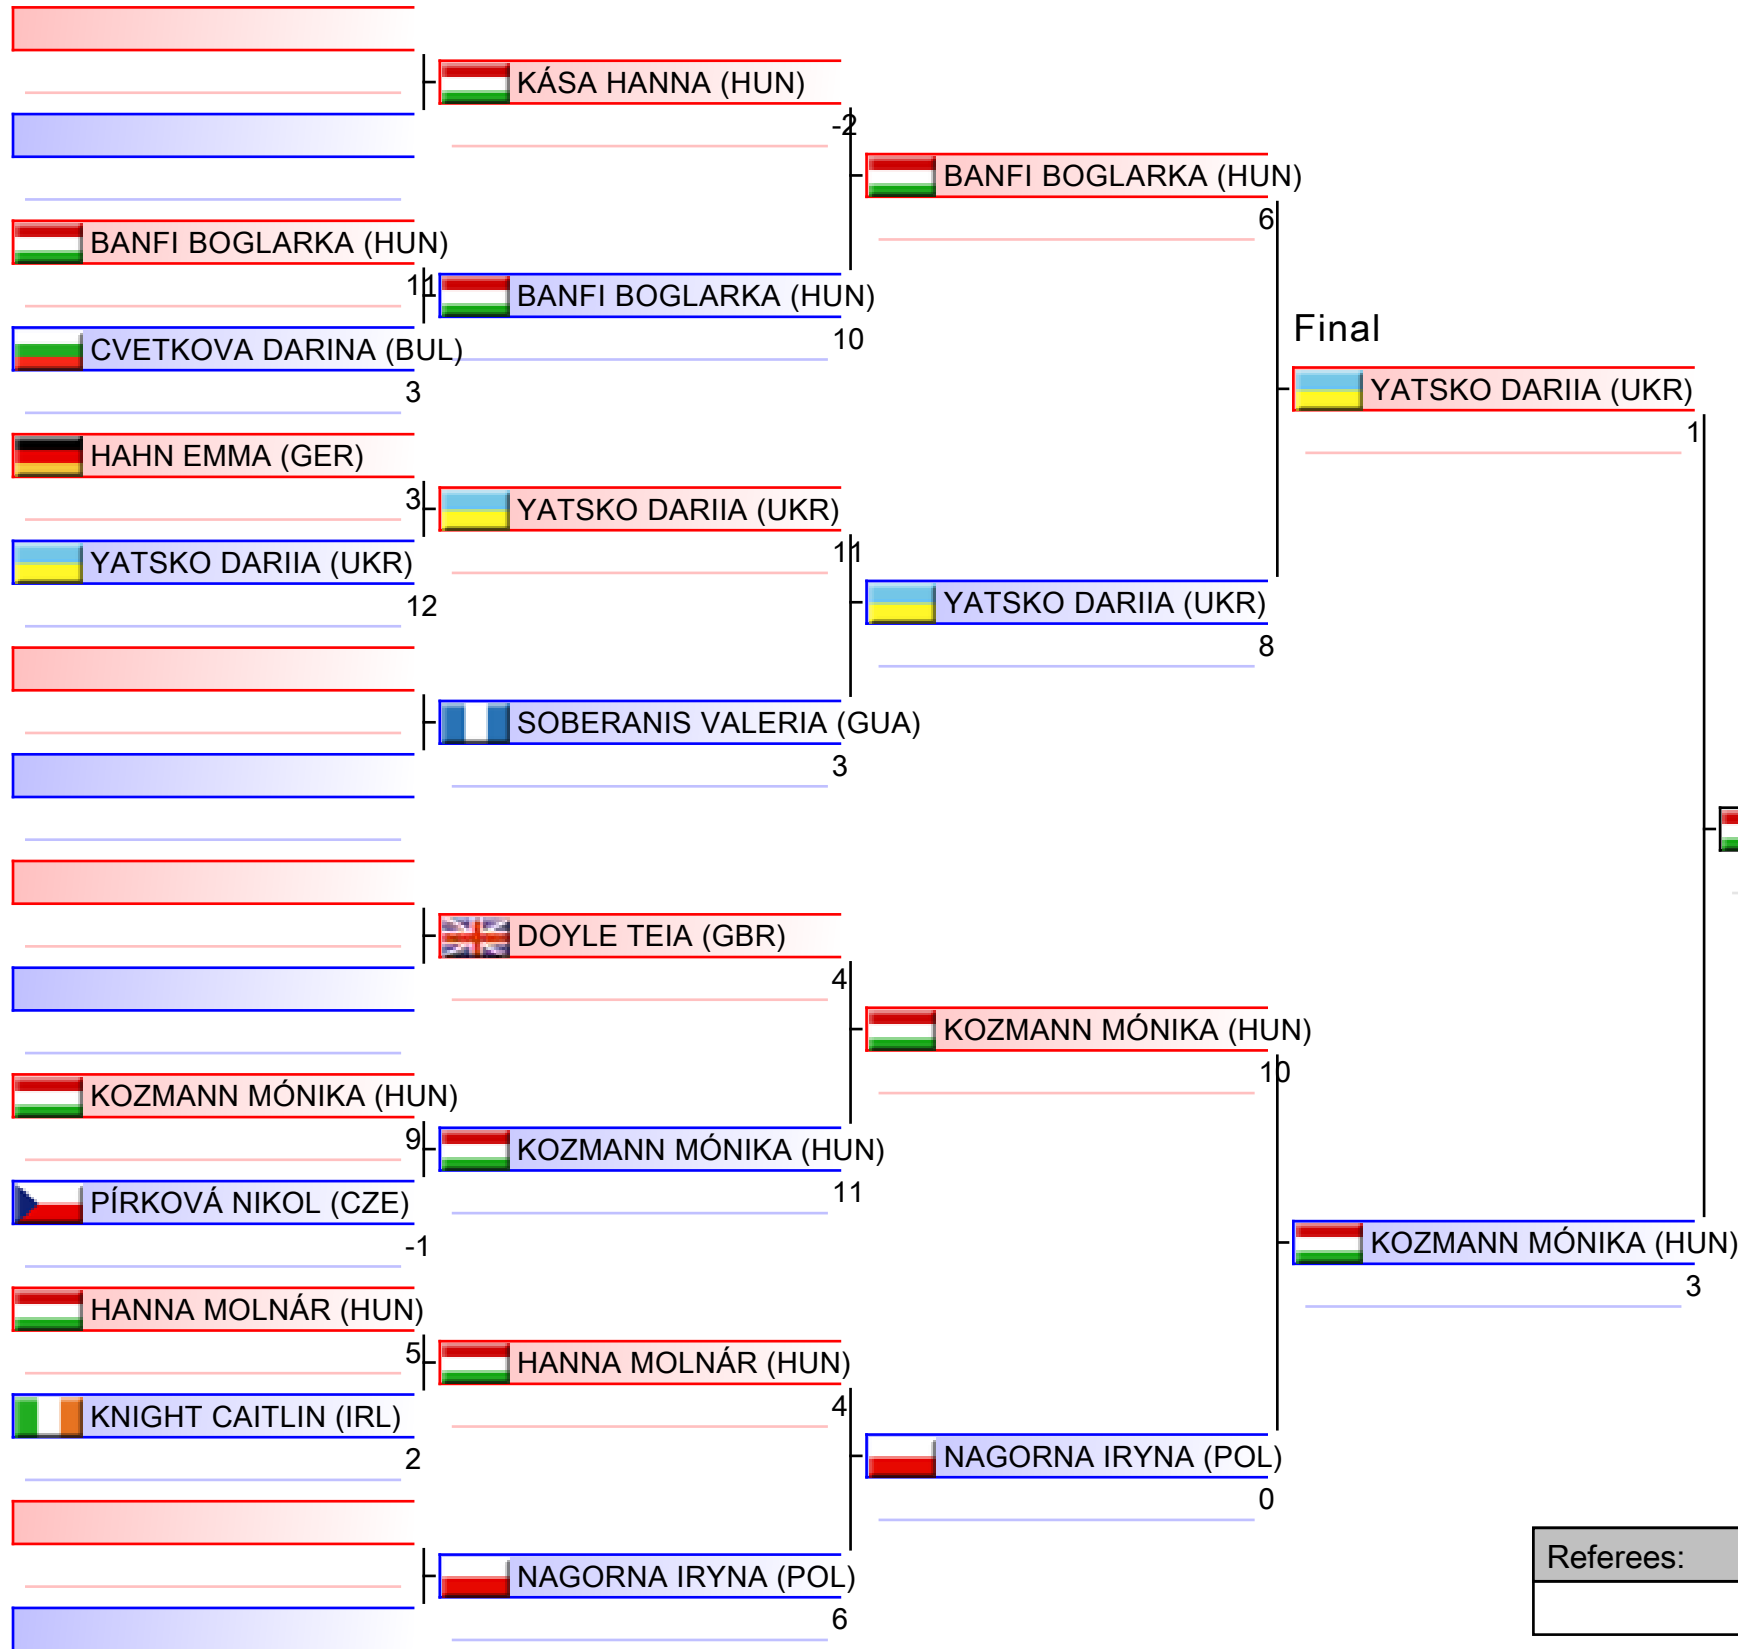 KÁSA HANNA (HUN)
-2
BANFI BOGLARKA (HUN)
6
BANFI BOGLARKA (HUN)
11
BANFI BOGLARKA (HUN)
10
CVETKOVA DARINA (BUL)
3
Final
YATSKO DARIIA (UKR)
1
HAHN EMMA (GER)
3
YATSKO DARIIA (UKR)
11
YATSKO DARIIA (UKR)
12
YATSKO DARIIA (UKR)
8
SOBERANIS VALERIA (GUA)
3
DOYLE TEIA (GBR)
4
KOZMANN MÓNIKA (HUN)
10
KOZMANN MÓNIKA (HUN)
9
KOZMANN MÓNIKA (HUN)
11
PÍRKOVÁ NIKOL (CZE)
-1
KOZMANN MÓNIKA (HUN)
3
HANNA MOLNÁR (HUN)
5
HANNA MOLNÁR (HUN)
4
KNIGHT CAITLIN (IRL)
2
NAGORNA IRYNA (POL)
0
NAGORNA IRYNA (POL)
6
Referees: